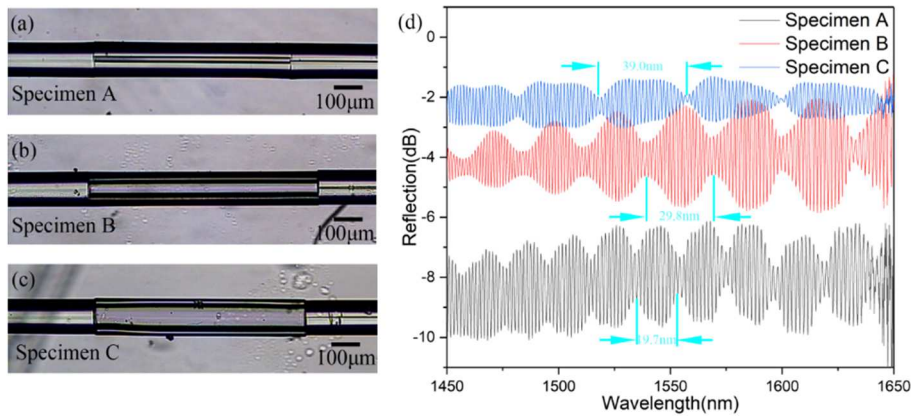 (a)
Specimen A
100μm
(b)
Specimen B
100μm
(c)
Specimen C
100μm
(d)
0
-2
-4
-6
-8
-10
Reflection(dB)
Specimen A
Specimen B
Specimen C
39.0nm
29.8nm
19.7nm
1450
1500
1550
1600
1650
Wavelength(nm)